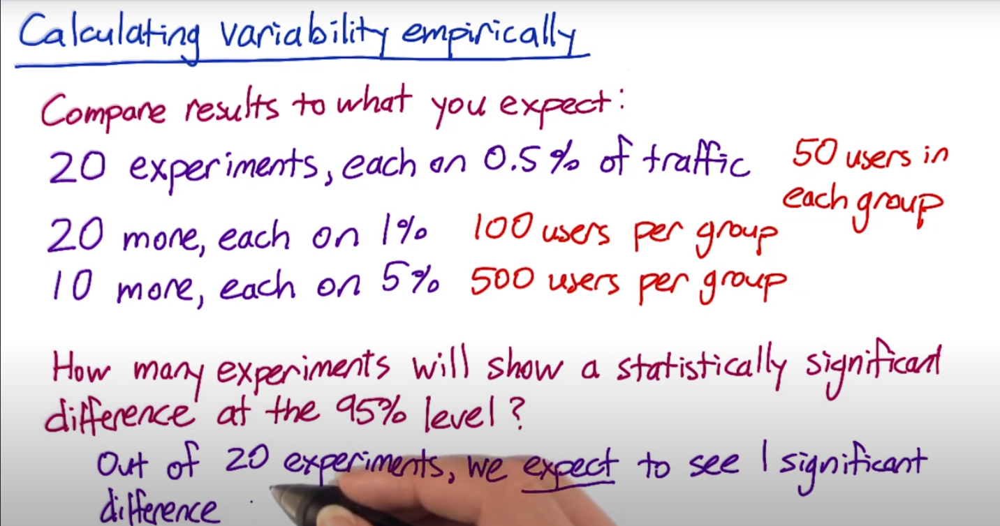 Calculating variability empirically
Compare results to what you expect:
20 experiments, each on 0.5% of traffic 50 users in
each group
20 more, each on 1% 100 users per group
10 more, each on 5% 500 users per group
How many experiments will show a statistically significant
difference at the 95% level?
Out of 20 experiments, we expect to see 1 significant
difference